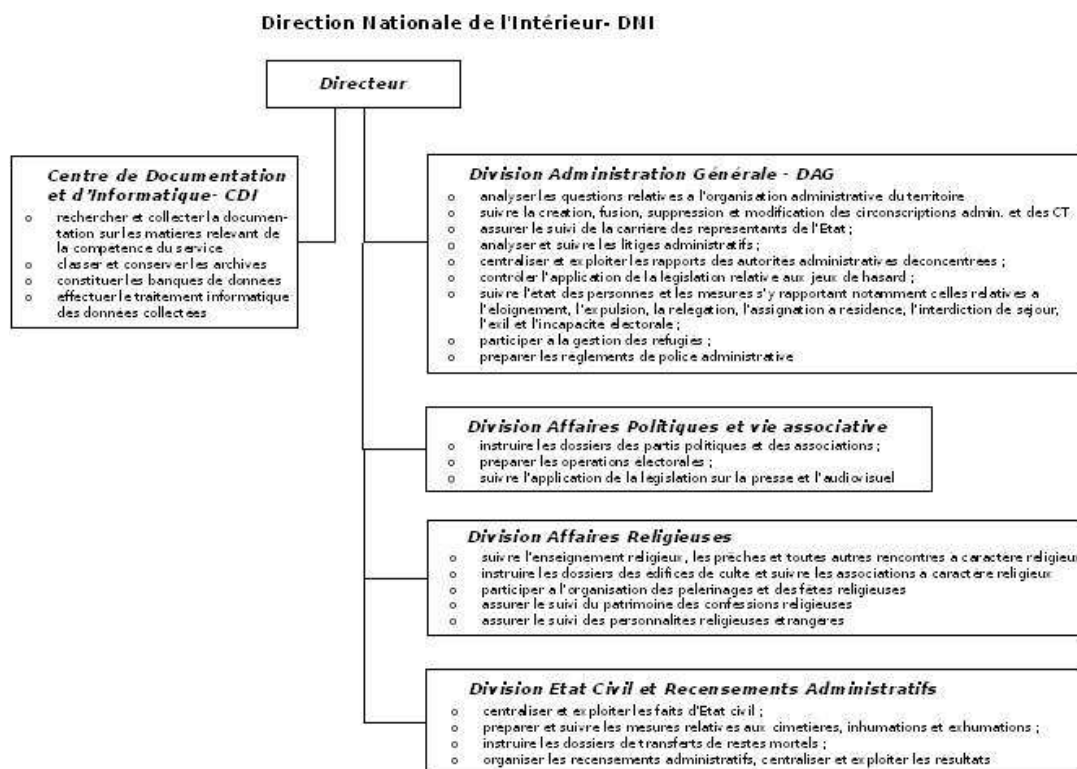 Direction Nationale de l'Intérieur- DNI
Directeur
Centre de Documentation
et d'Informatique- CDI
o rechercher et collecter la documen-
tation sur les matieres relevant de
la competence du service
o classer et conserver les archives
o constituer les banques de donnees
o effectuer le traitement informatique
des données collectées
Division Administration Générale - DAG
o analyser les questions relatives a l'organisation administrative du territoire
o suivre la creation, fusion, suppression et modification des circonscriptions admin. et des CT
o assurer le suivi de la carrière des representants de l'Etat ;
o analyser et suivre les litiges administratifs ;
o centraliser et exploiter les rapports des autorités administratives deconcentrees ;
o controler l'application de la legislation relative aux jeux de hasard ;
o suivre l'état des personnes et les mesures s'y rapportant notamment celles relatives a
l'eloignement, l'expulsion, la relegation, l'assignation a residence, l'interdiction de sejour,
l'exil et l'incapacite electorale ;
o participer a la gestion des refugies ;
o preparer les règlements de police administrative
Division Affaires Politiques et vie associative
o instruire les dossiers des partis politiques et des associations ;
o preparer les operations electorales ;
o suivre l'application de la legislation sur la presse et l'audiovisuel
Division Affaires Religieuses
o suivre l'enseignement religieux, les prêches et toutes autres rencontres a caractère religieux
o instruire les dossiers des edifices de culte et suivre les associations a caractère religieux
o participer a l'organisation des pelerinages et des fêtes religieuses
o assurer le suivi du patrimoine des confessions religieuses
o assurer le suivi des personnalites religieuses etrangeres
Division Etat Civil et Recensements Administratifs
o centraliser et exploiter les faits d'Etat civil ;
o preparer et suivre les mesures relatives aux cimetieres, inhumations et exhumations ;
o instruire les dossiers de transferts de restes mortels ;
o organiser les recensements administratifs, centraliser et exploiter les resultats